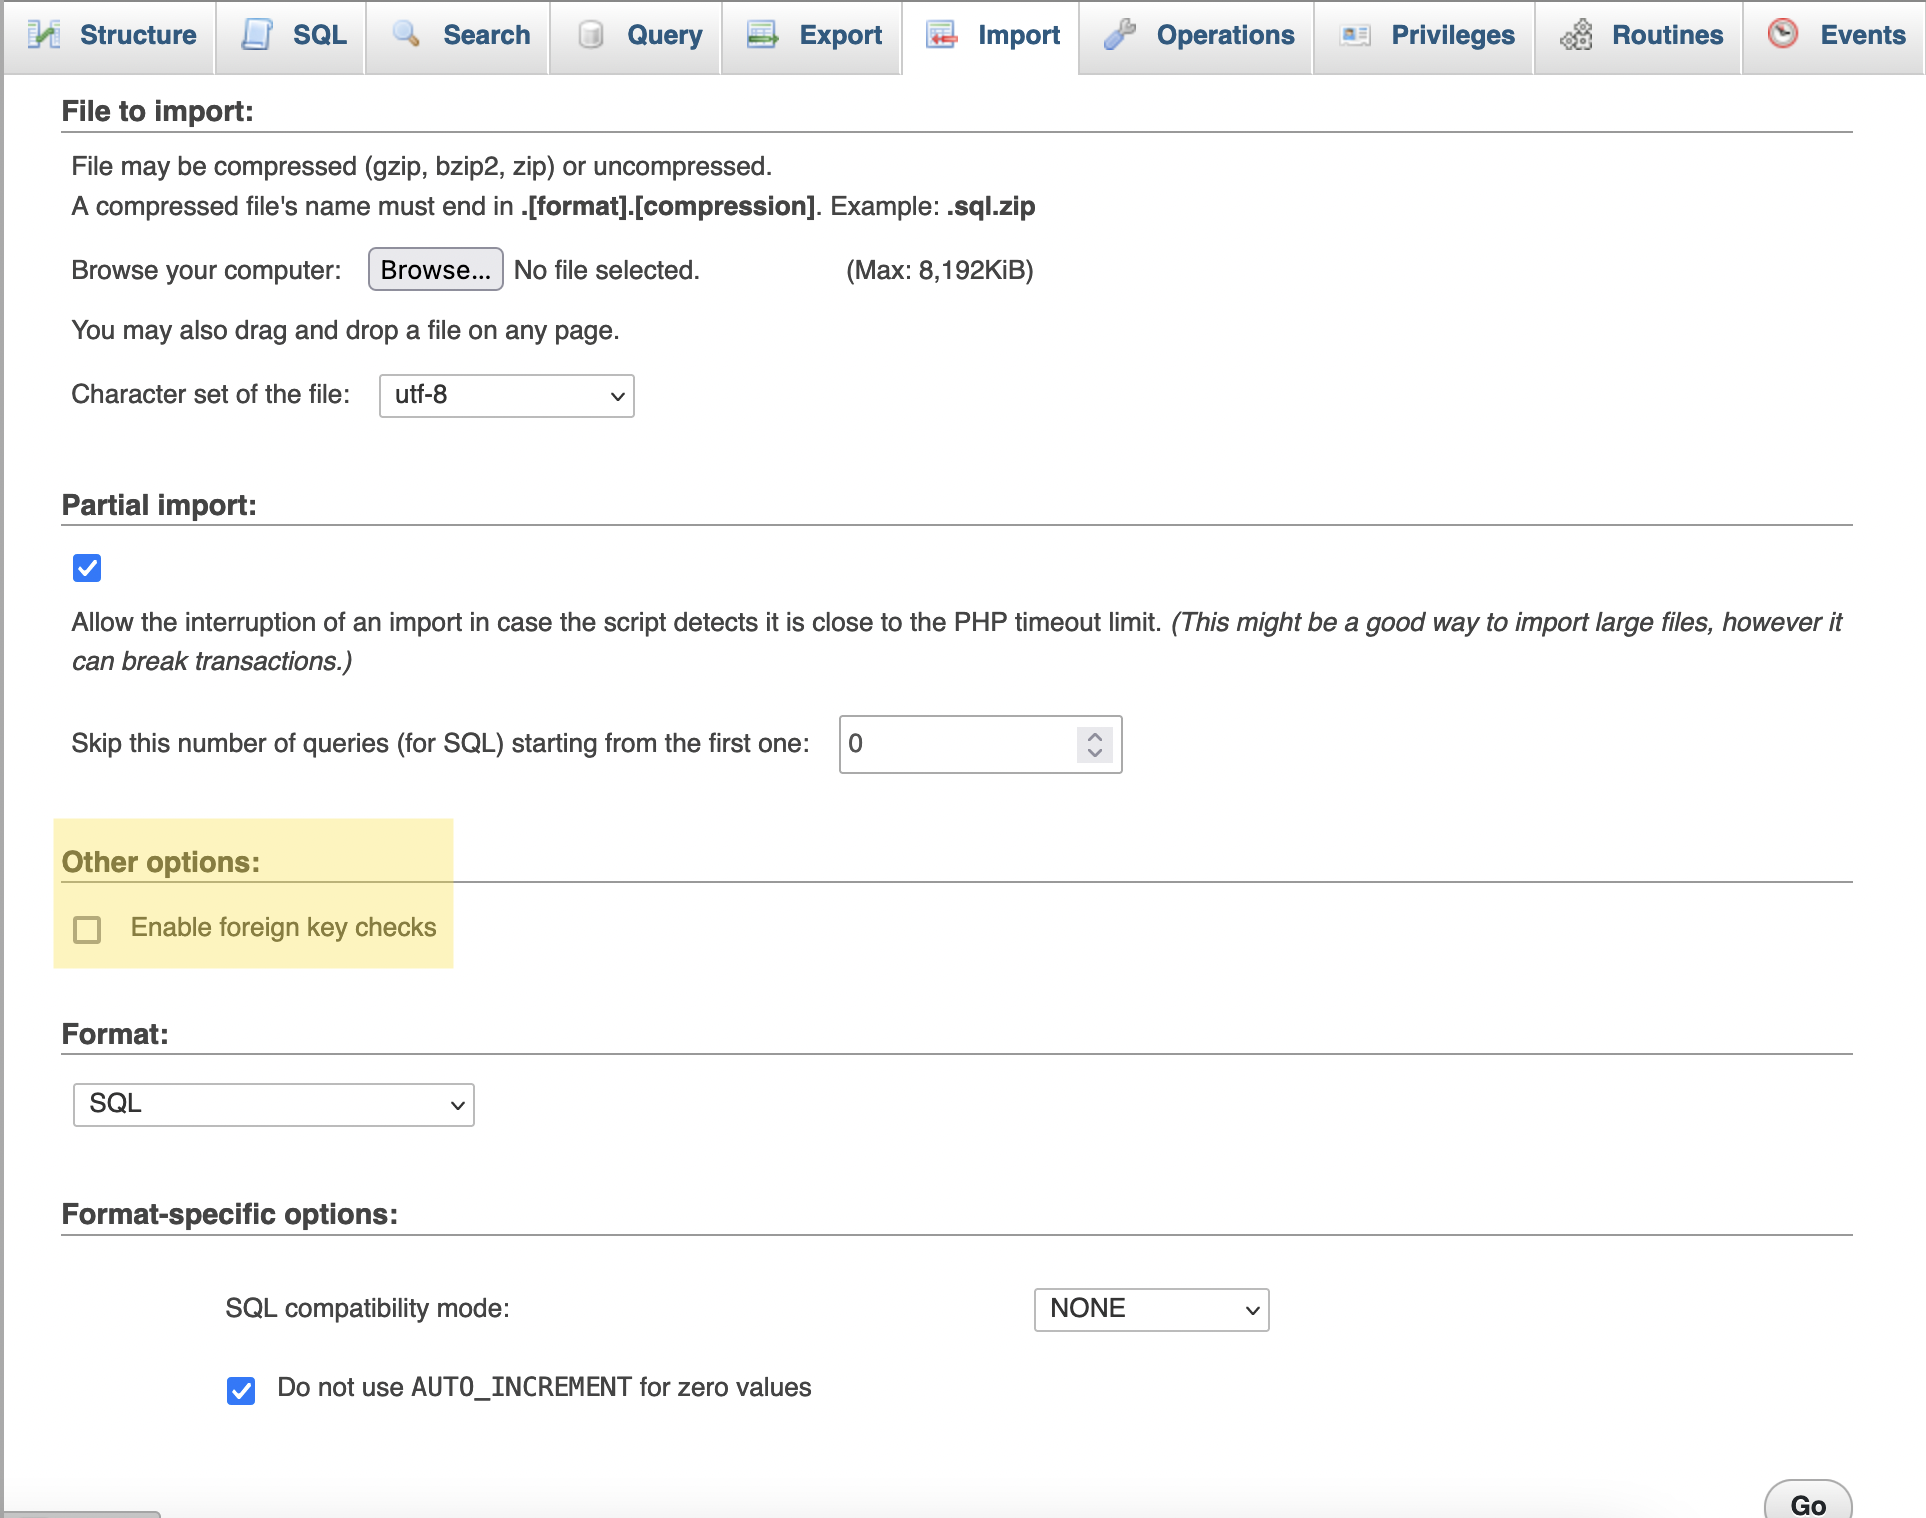 Structure SQL Search Query Export Import Operations Privileges Routines Events
File to import:
File may be compressed (gzip, bzip2, zip) or uncompressed.
A compressed file's name must end in .[format].[compression]. Example: .sql.zip
Browse your computer: Browse... No file selected. (Max: 8,192KiB)
You may also drag and drop a file on any page.
Character set of the file: utf-8
Partial import:
Allow the interruption of an import in case the script detects it is close to the PHP timeout limit. (This might be a good way to import large files, however it
can break transactions.)
Skip this number of queries (for SQL) starting from the first one: 0
Other options:
Enable foreign key checks
Format:
SQL
Format-specific options:
SQL compatibility mode: NONE
Do not use AUTO_INCREMENT for zero values
Go